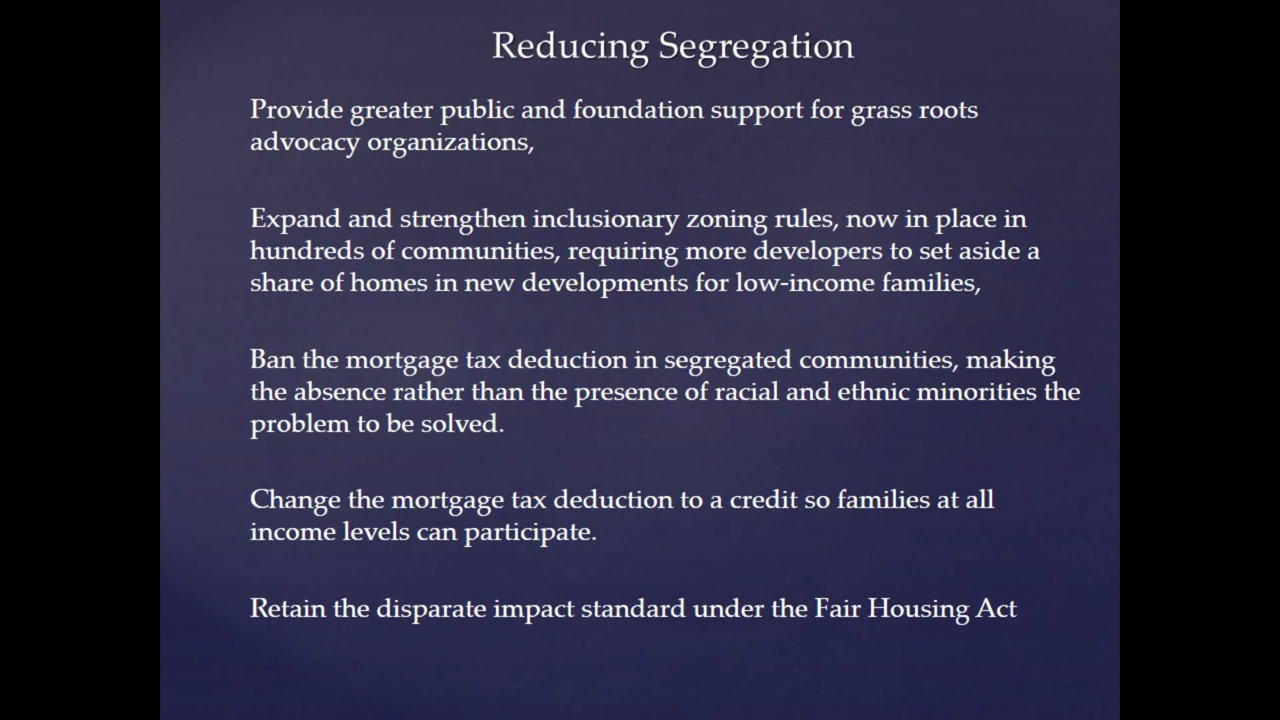 Reducing Segregation
Provide greater public and foundation support for grass roots
advocacy organizations,
Expand and strengthen inclusionary zoning rules, now in place in
hundreds of communities, requiring more developers to set aside a
share of homes in new developments for low-income families,
Ban the mortgage tax deduction in segregated communities, making
the absence rather than the presence of racial and ethnic minorities the
problem to be solved.
Change the mortgage tax deduction to a credit so families at all
income levels can participate.
Retain the disparate impact standard under the Fair Housing Act